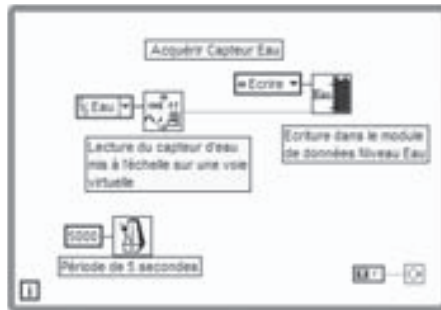 Acquérir Capteur Eau
Ecrire
Eau
Eau
Lecture du capteur d'eau
mis à l'échelle sur une voie
virtuelle
Ecriture dans le module
de données Niveau Eau
5000
Période de 5 secondes
i